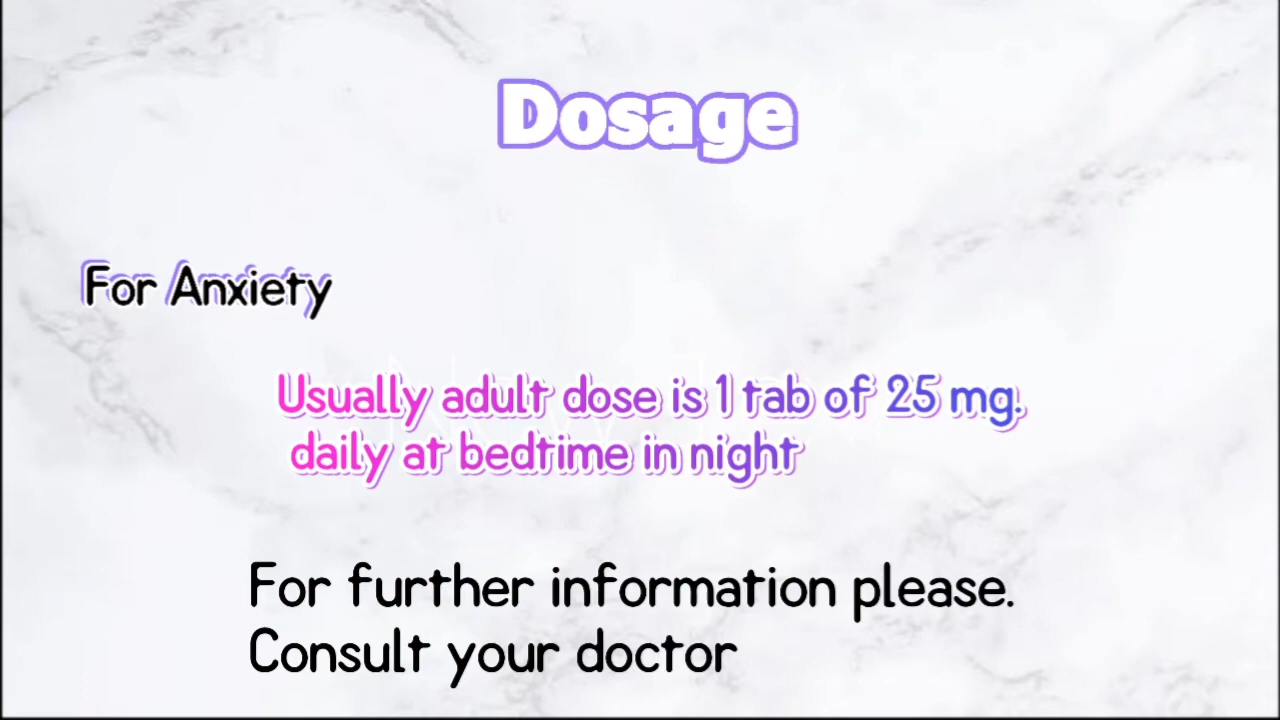 Dosage
For Anxiety
Usually adult dose is 1 tab of 25 mg.
daily at bedtime in night
For further information please.
Consult your doctor